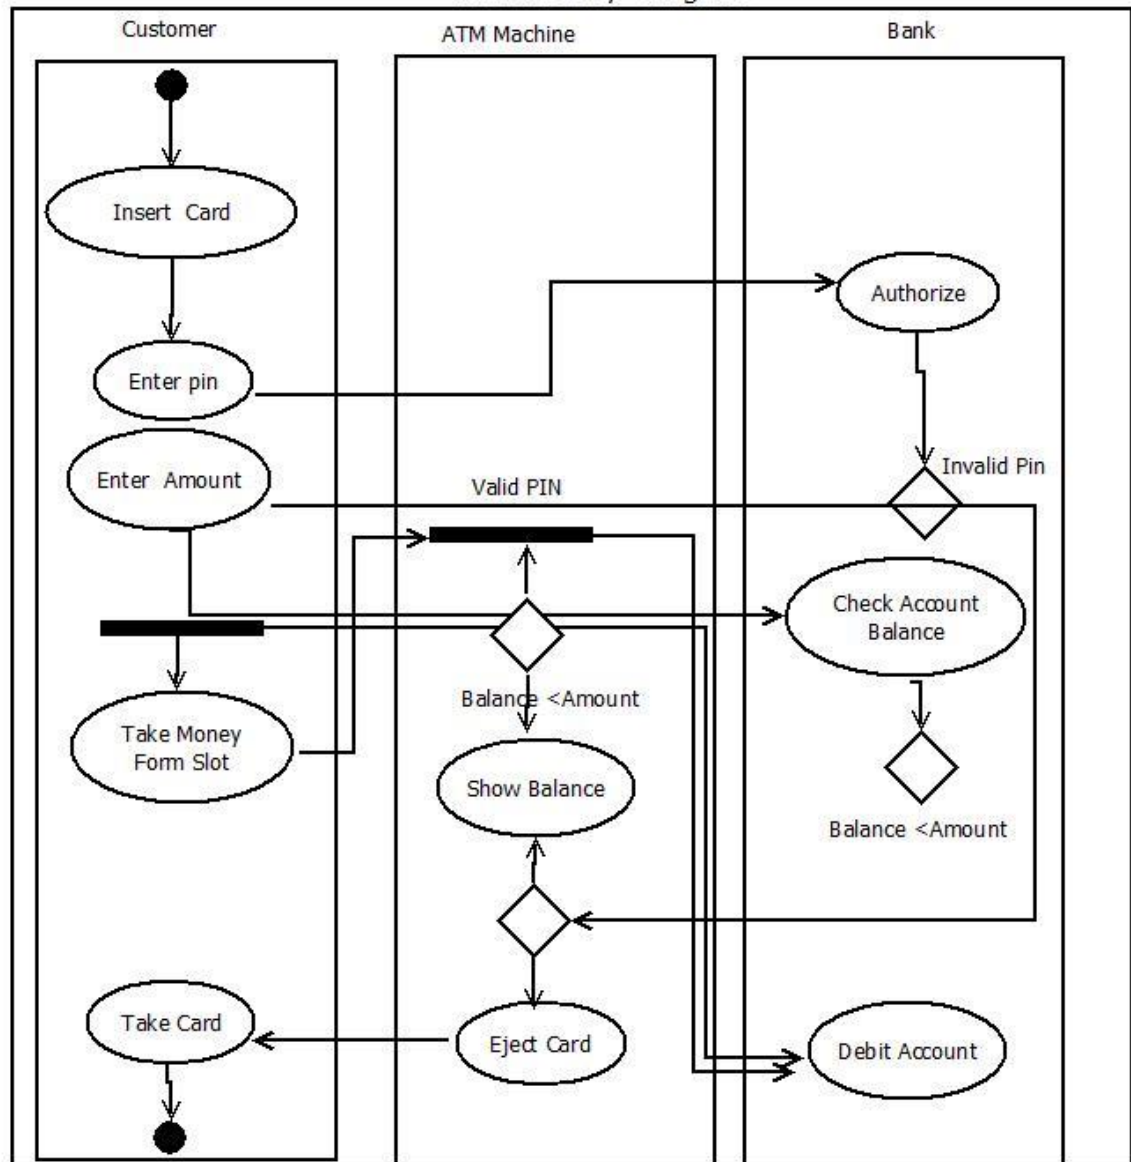 Customer
ATM Machine
Bank
Insert Card
Authorize
Enter pin
Invalid Pin
Enter Amount
Valid PIN
Check Account
Balance
Balance <Amount
Take Money
Form Slot
Show Balance
Balance <Amount
Take Card
Eject Card
Debit Account